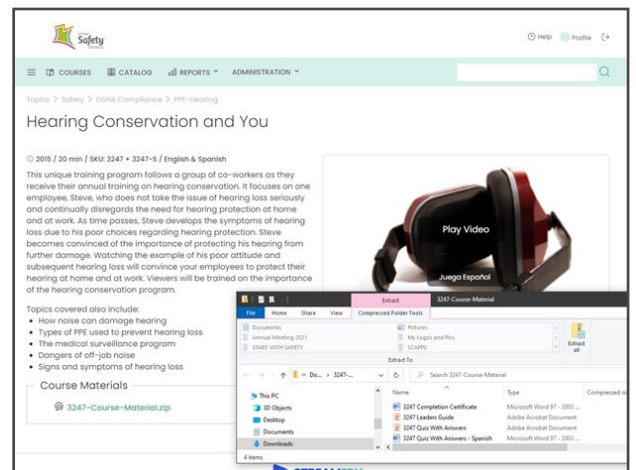 Safety
Help Profile
COURSES CATALOG REPORTS ADMINISTRATION
Topics > Safety > OSHA Compliance > PPE-Hearing
Hearing Conservation and You
2015 / 20 min / SKU: 3247 + 3247-S / English & Spanish
This unique training program follows a group of co-workers as they
receive their annual training on hearing conservation. It focuses on one
employee, Steve, who does not take the issue of hearing loss seriously
and continually disregards the need for hearing protection at home
and at work. As time passes, Steve develops the symptoms of hearing
loss due to his poor choices regarding hearing protection. Steve
becomes convinced of the importance of protecting his hearing from
further damage. Watching the example of his poor attitude and
subsequent hearing loss will convince your employees to protect their
hearing at home and at work. Viewers will be trained on the importance
of the hearing conservation program.
Topics covered also include:
• How noise can damage hearing
• Types of PPE used to prevent hearing loss
• The medical surveillance program
• Dangers of off-job noise
• Signs and symptoms of hearing loss
Course Materials
3247-Course-Material.zip
Play Video
Juega Español
Extract 3247-Course-Material
File Home Share View Compressed Folder Tools
Documents Pictures
Annual Meeting 2021 My Logos and Pics
START WITH SAFETY SCAPPS
Extract all
Extract To
Do... > 3247-... Search 3247-Course-Material
Name Type Compressed
This PC
3D Objects
Desktop
Documents
Downloads
3247 Completion Certificate Microsoft Word 97 - 2003 ...
3247 Leaders Guide Adobe Acrobat Document
3247 Quiz With Answers Adobe Acrobat Document
3247 Quiz With Answers - Spanish Microsoft Word 97 - 2003 ...
4 items